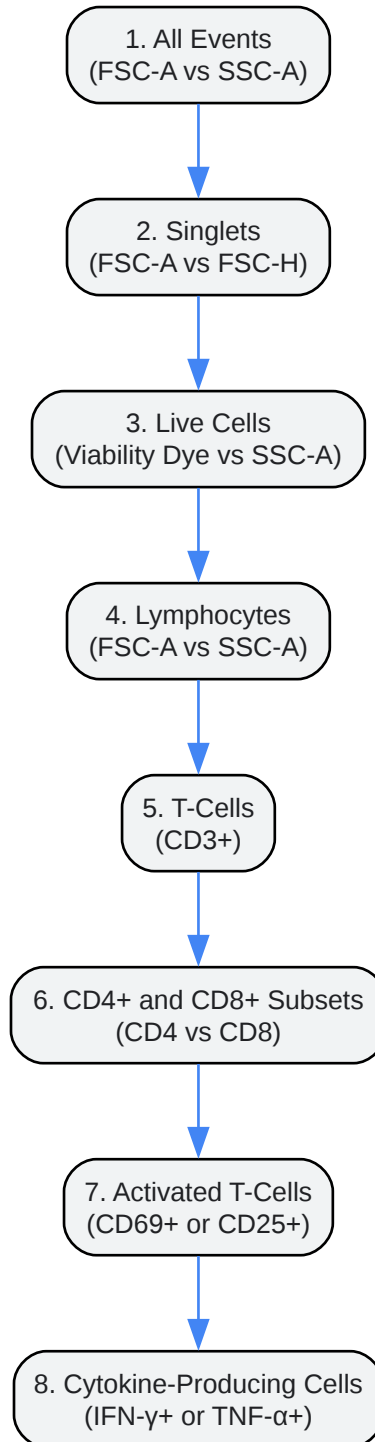 1. All Events
(FSC-A vs SSC-A)
2. Singlets
(FSC-A vs FSC-H)
3. Live Cells
(Viability Dye vs SSC-A)
4. Lymphocytes
(FSC-A vs SSC-A)
5. T-Cells
(CD3+)
6. CD4+ and CD8+ Subsets
(CD4 vs CD8)
7. Activated T-Cells
(CD69+ or CD25+)
8. Cytokine-Producing Cells
(IFN-γ+ or TNF-α+)